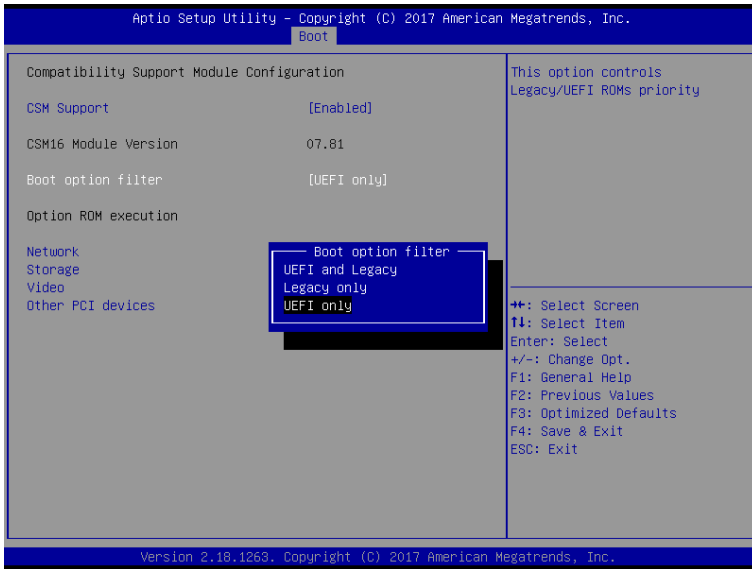 Aptio Setup Utility – Copyright (C) 2017 American Megatrends, Inc.
Boot
Compatibility Support Module Configuration
CSM Support [Enabled]
CSM16 Module Version 07.81
Boot option filter [UEFI only]
Option ROM execution
Network
Storage
Video
Other PCI devices
Boot option filter
UEFI and Legacy
Legacy only
UEFI only
This option controls
Legacy/UEFI ROMs priority
→←: Select Screen
↑↓: Select Item
Enter: Select
+/-: Change Opt.
F1: General Help
F2: Previous Values
F3: Optimized Defaults
F4: Save & Exit
ESC: Exit
Version 2.18.1263. Copyright (C) 2017 American Megatrends, Inc.